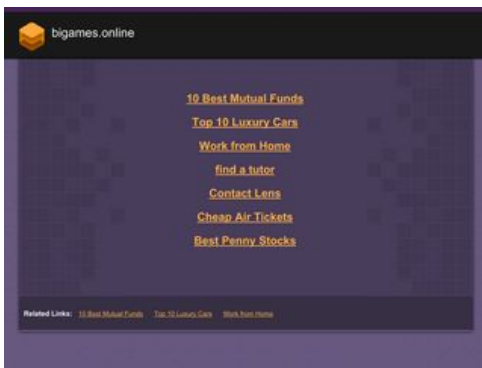 bigames.online
10 Best Mutual Funds
Top 10 Luxury Cars
Work from Home
find a tutor
Contact Lens
Cheap Air Tickets
Best Penny Stocks
Related Links: 10 Best Mutual Funds Top 10 Luxury Cars Work from Home